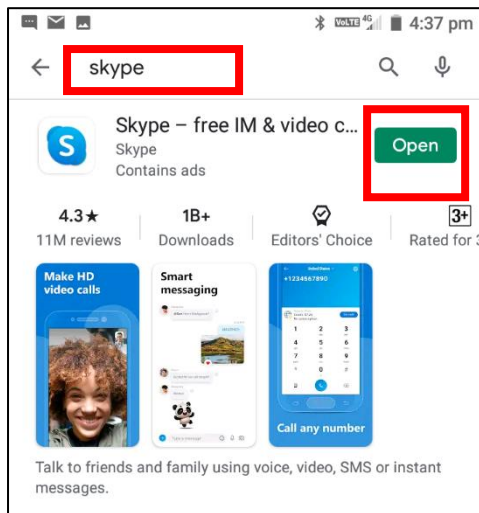 VoLTE 4G 4:37 pm
skype
S
Skype – free IM & video c...
Skype
Contains ads
Open
4.3★
11M reviews
1B+
Downloads
Editors' Choice
3+
Rated for 3
Make HD
video calls
Smart
messaging
+1234567890
1 2 3
4 5 6
7 8 9
* 0 #
Call any number
Talk to friends and family using voice, video, SMS or instant
messages.